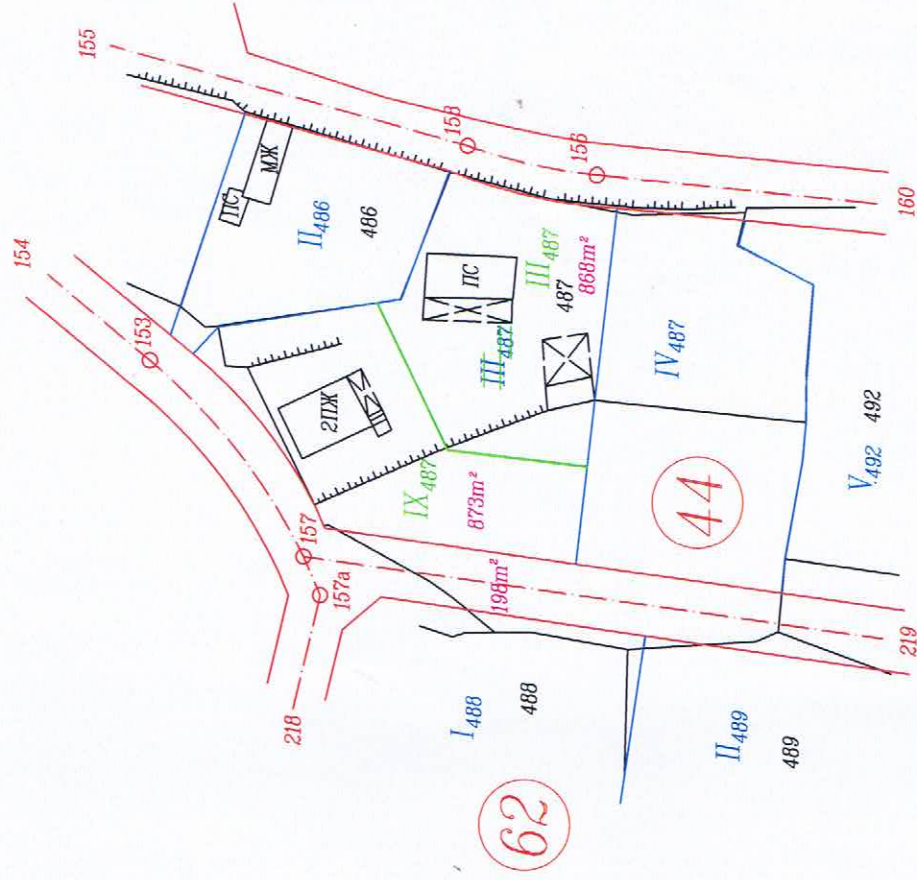 155
154
153
158
156
160
ПС
МЖ
II486
486
ПС
III487
487
868m²
III487
2ПЖ
IX487
873m²
IV487
44
V492
492
157
157a
198m²
218
219
I488
488
II489
489
62